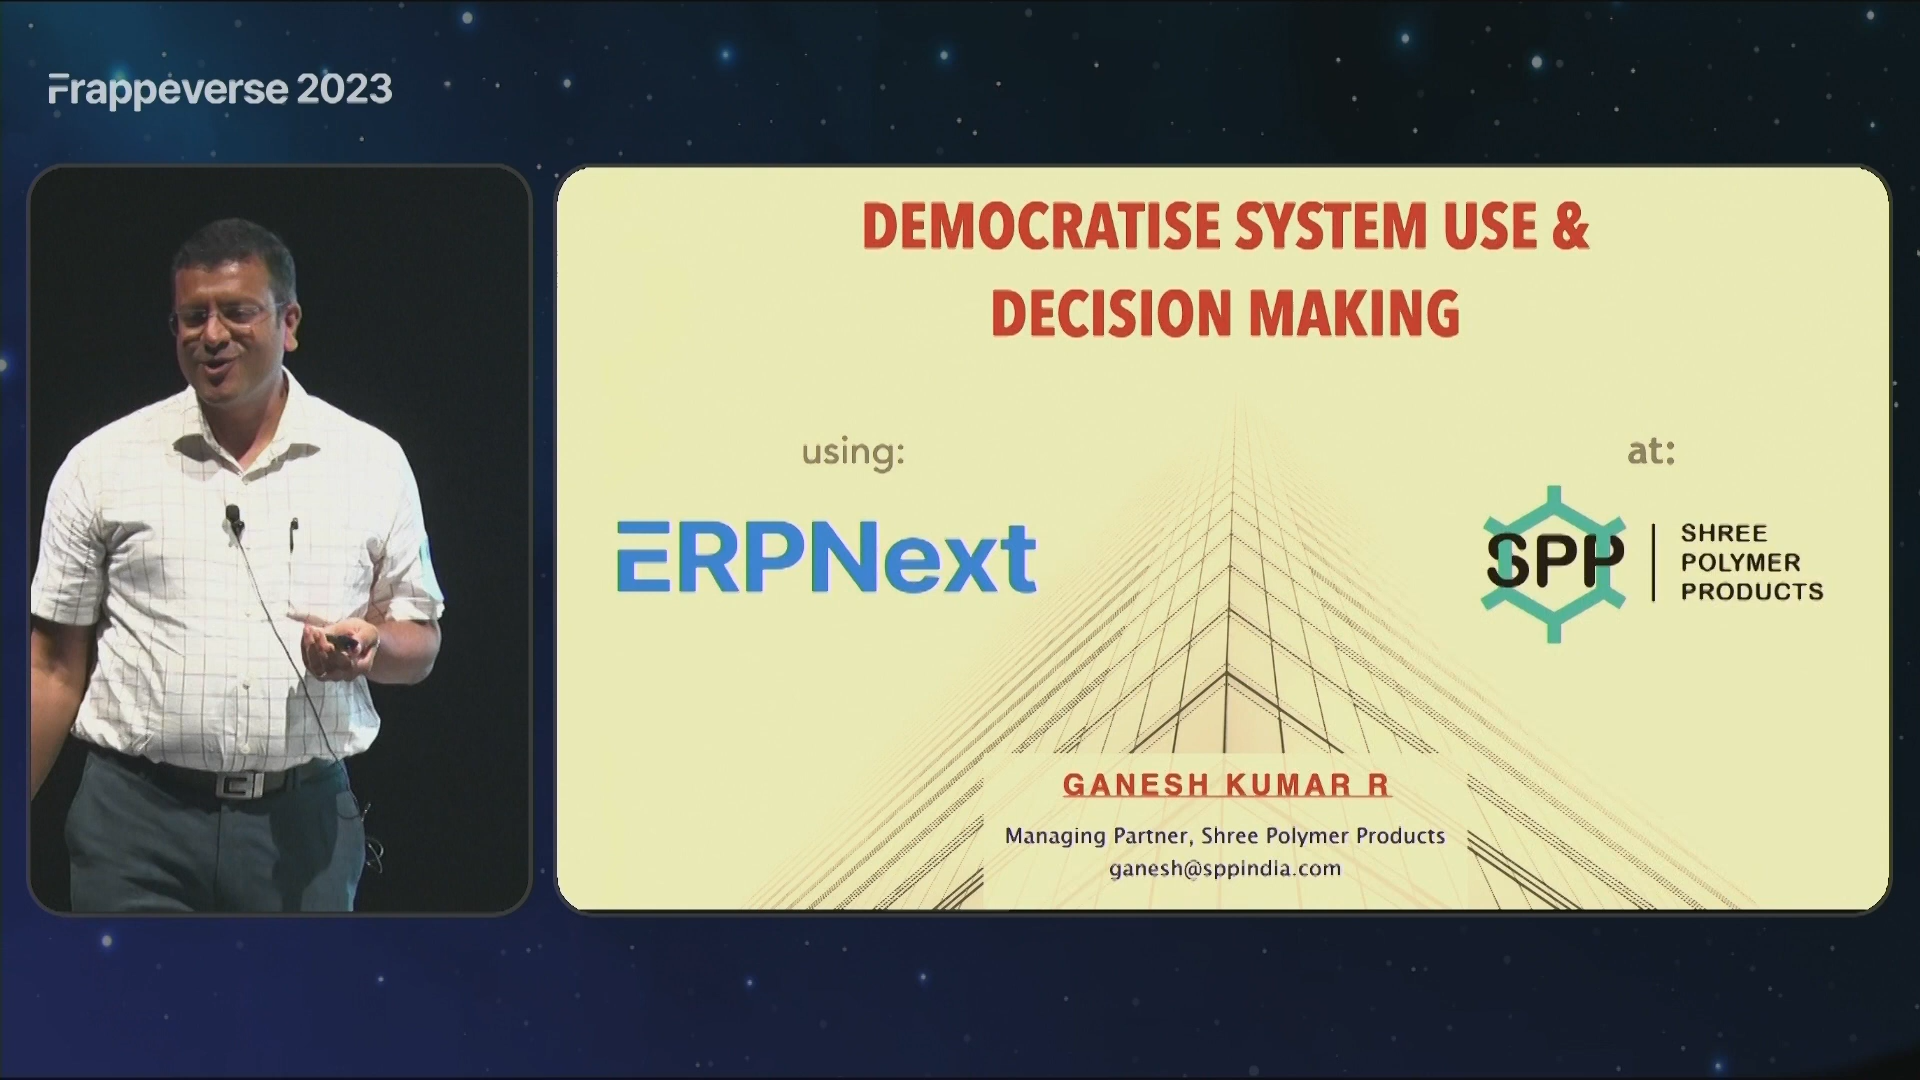 Frappeverse 2023
DEMOCRATISE SYSTEM USE &
DECISION MAKING
using:
ERPNext
at:
SPP
SHREE
POLYMER
PRODUCTS
GANESH KUMAR R
Managing Partner, Shree Polymer Products
ganesh@sppindia.com